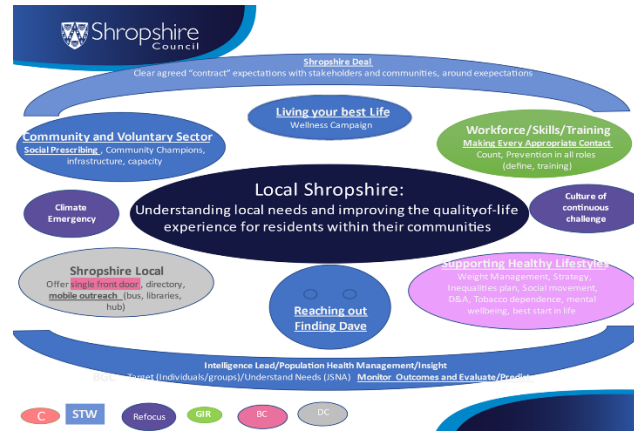 Shropshire
Council
Shropshire Deal
Clear agreed "contract" expectations with stakeholders and communities, around exepectations
Living your best Life
Wellness Campaign
Community and Voluntary Sector
Social Prescribing , Community Champions,
infrastructure, capacity
Workforce/Skills/Training
Making Every Appropriate Contact
Count, Prevention in all roles
(define, training)
Climate
Emergency
Local Shropshire:
Understanding local needs and improving the qualityof-life
experience for residents within their communities
Culture of
continuous
challenge
Shropshire Local
Offer single front door, directory,
mobile outreach (bus, libraries,
hub)
Reaching out
Finding Dave
Supporting Healthy Lifestyles
Weight Management, Strategy,
Inequalities plan, Social movement,
D&A, Tobacco dependence, mental
wellbeing, best start in life
Intelligence Lead/Population Health Management/Insight
Target (Individuals/groups)/Understand Needs (JSNA) Monitor Outcomes and Evaluate/Predict
C
STW
Refocus
GIR
BC
DC